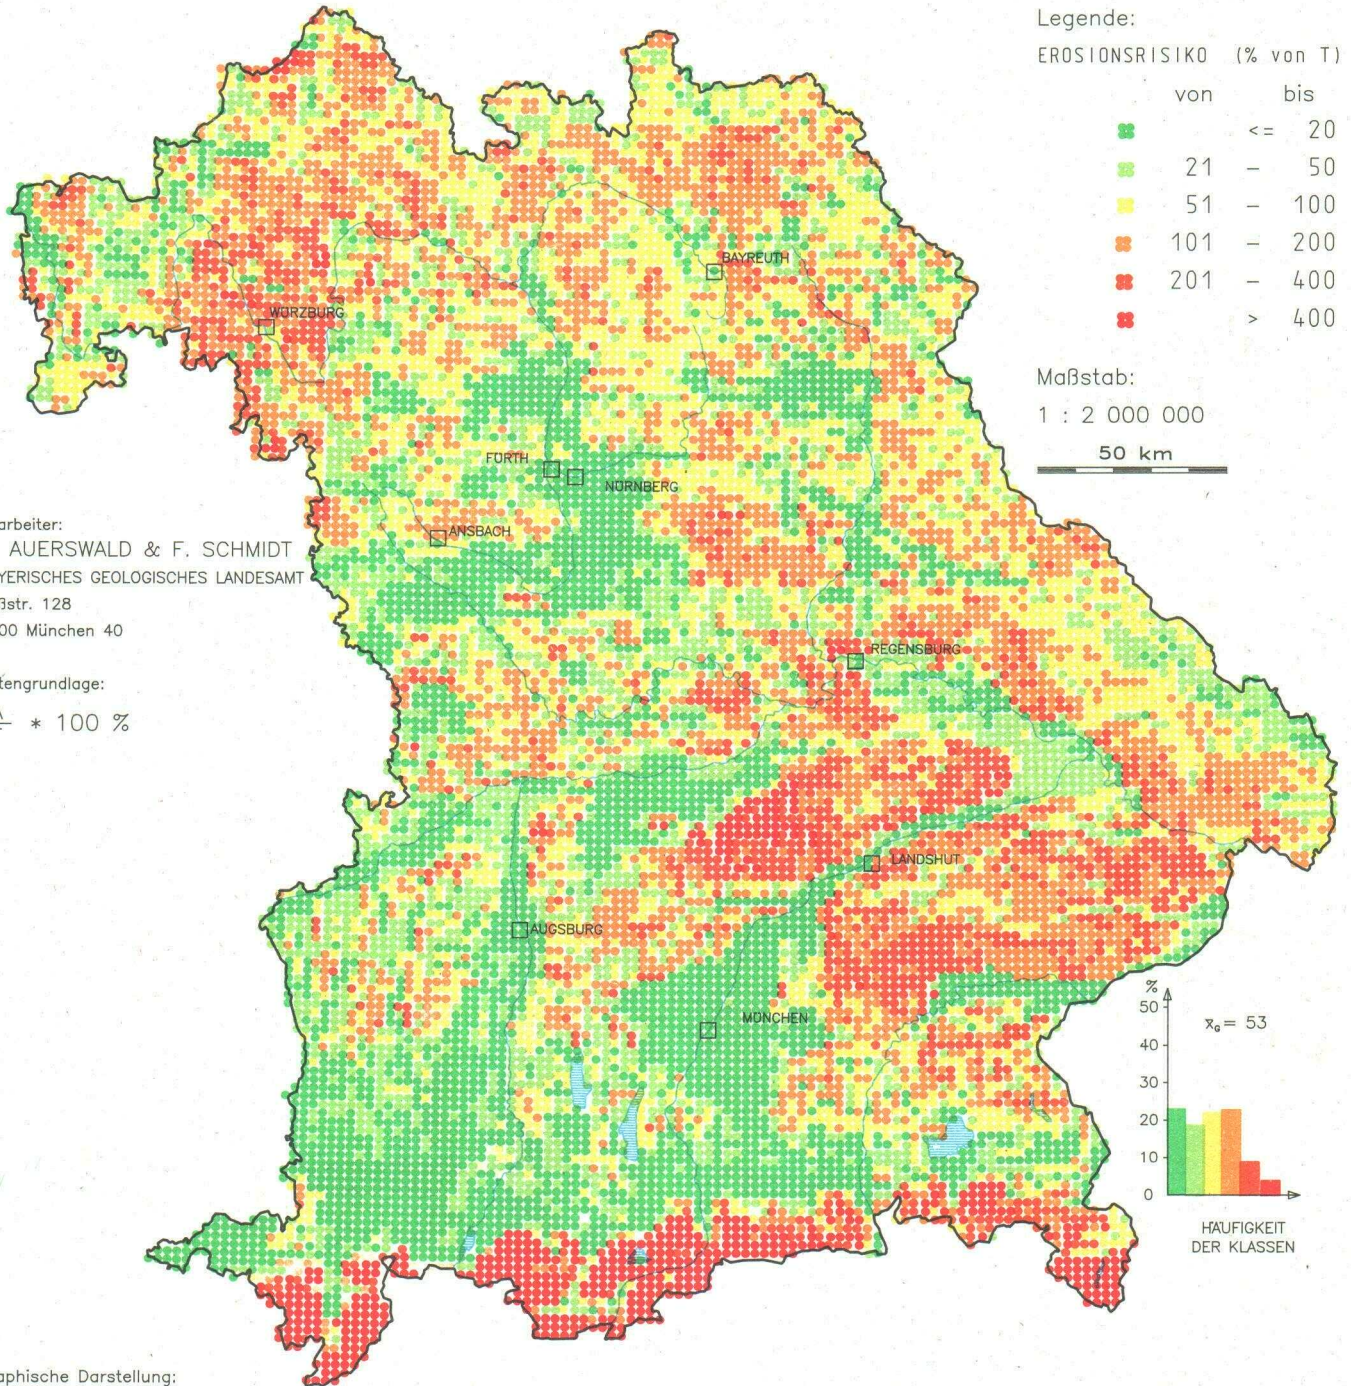 Legende:
EROSIONSRISIKO (% von T)
von bis
<= 20
21 – 50
51 – 100
101 – 200
201 – 400
> 400
Maßstab:
1 : 2 000 000
50 km
BAYREUTH
WÜRZBURG
FÜRTH
NÜRNBERG
ANSBACH
arbeiter:
AUERSWALD & F. SCHMIDT
YERISCHES GEOLOGISCHES LANDESAMT
ßstr. 128
00 München 40
REGENSBURG
tengrundlage:
* 100 %
LANDSHUT
AUGSBURG
MÜNCHEN
%
50
40
30
20
10
0
x̄g = 53
HÄUFIGKEIT
DER KLASSEN
aphische Darstellung: